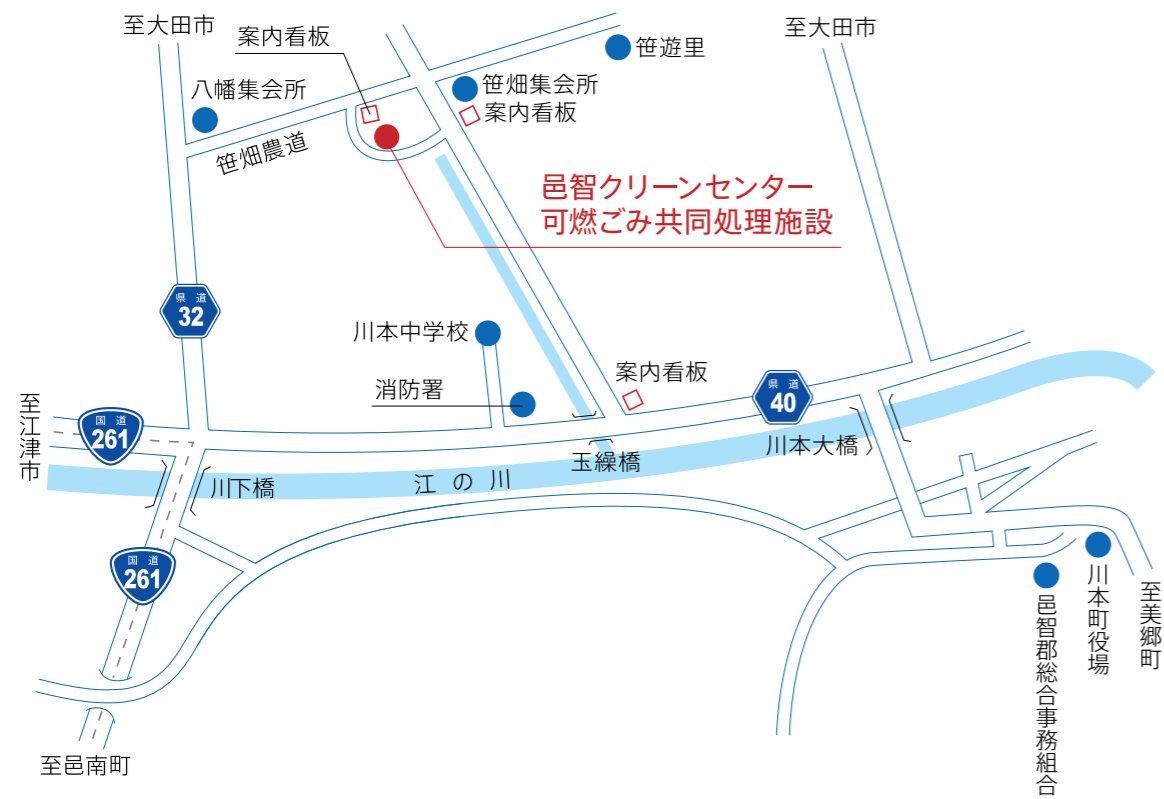 至大田市
案内看板
笹遊里
至大田市
八幡集会所
笹畑集会所
案内看板
笹畑農道
邑智クリーンセンター
可燃ごみ共同処理施設
県道
32
川本中学校
案内看板
消防署
県道
40
至江津市
国道
261
川本大橋
玉繰橋
川下橋
江の川
国道
261
川本町役場
至美郷町
邑智郡総合事務組合
至邑南町